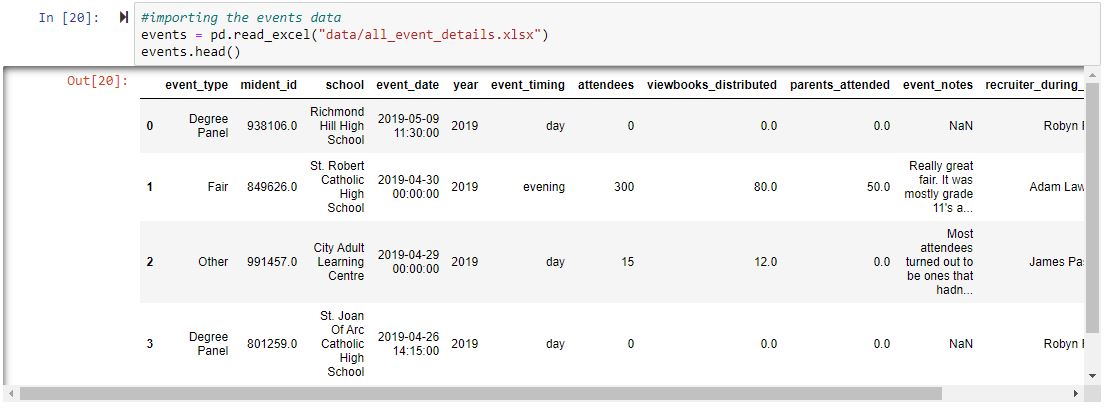 In [20]:
#importing the events data
events = pd.read_excel("data/all_event_details.xlsx")
events.head()
Out[20]:
event_type mident_id school event_date year event_timing attendees viewbooks_distributed parents_attended event_notes recruiter_during_
0 Degree Panel 938106.0 Richmond Hill High School 2019-05-09 11:30:00 2019 day 0 0.0 0.0 NaN Robyn
1 Fair 849626.0 St. Robert Catholic High School 2019-04-30 00:00:00 2019 evening 300 80.0 50.0 Really great fair. It was mostly grade 11's a... Adam Law
2 Other 991457.0 City Adult Learning Centre 2019-04-29 00:00:00 2019 day 15 12.0 0.0 Most attendees turned out to be ones that hadn... James Pa
3 Degree Panel 801259.0 St. Joan Of Arc Catholic High School 2019-04-26 14:15:00 2019 day 0 0.0 0.0 NaN Robyn